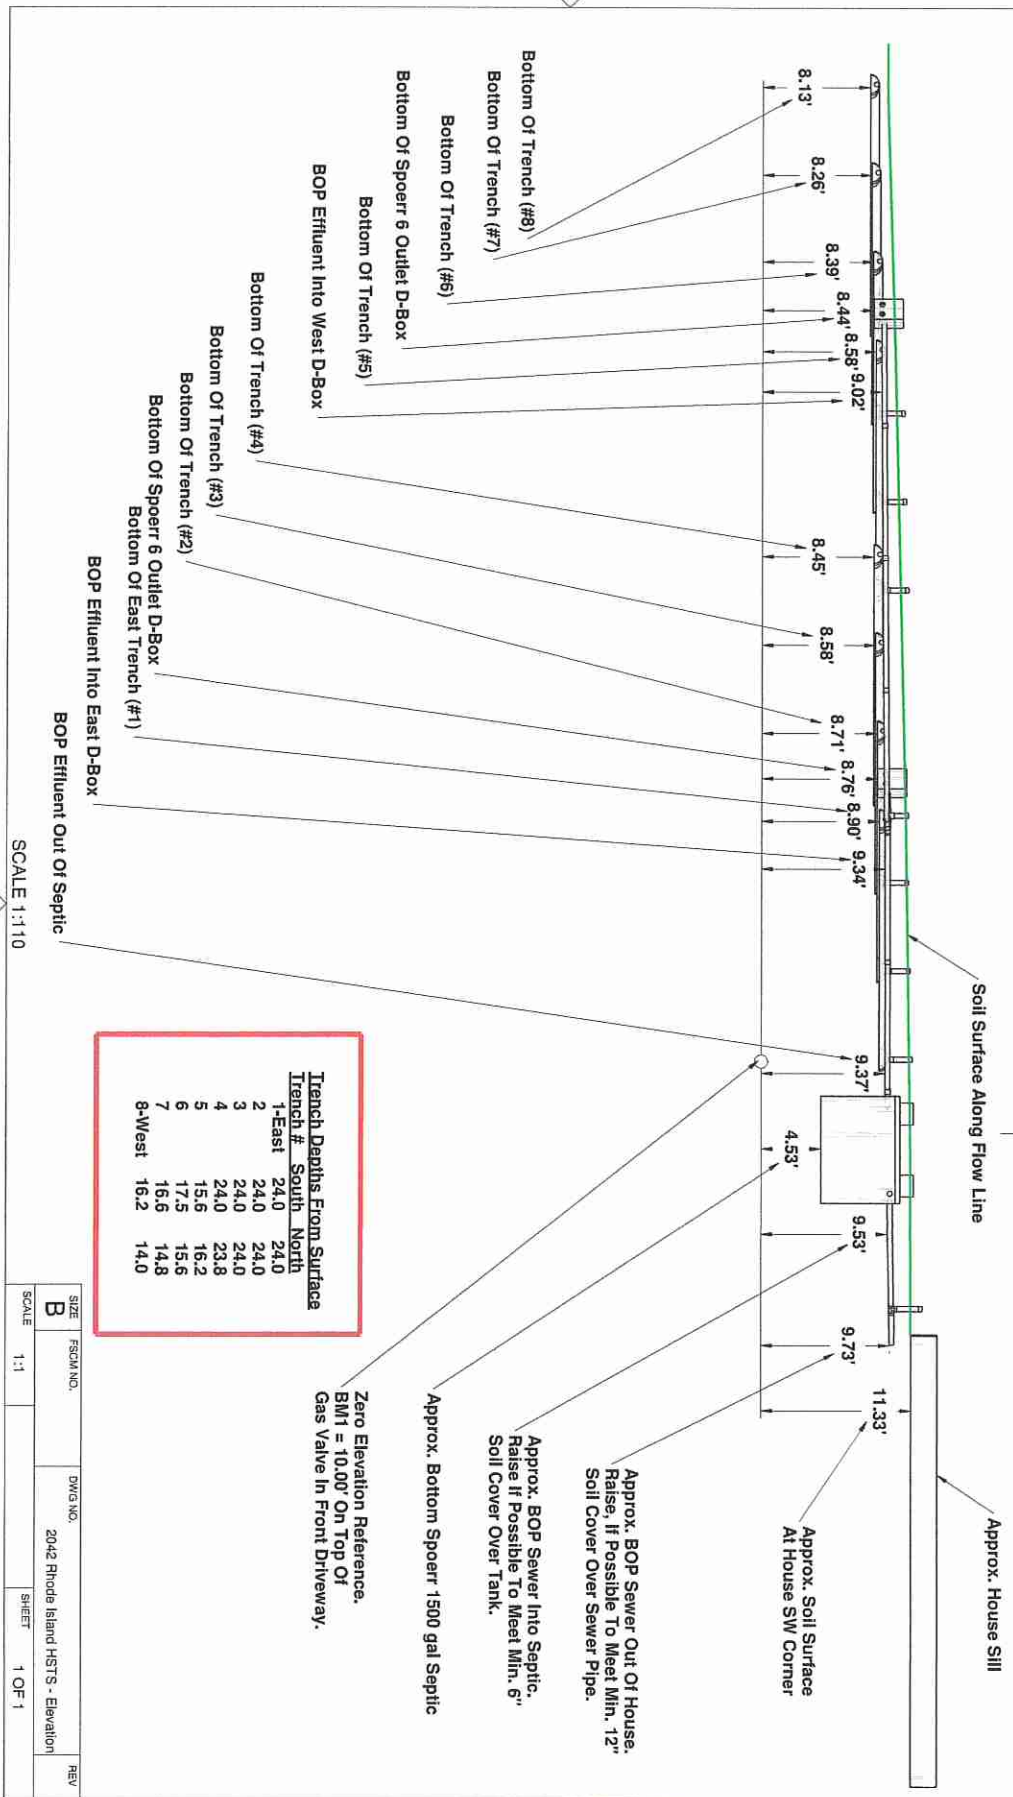 Approx. House Sill
Soil Surface Along Flow Line
Approx. Soil Surface
At House SW Corner
8.13'
8.26'
8.39'
8.44'
8.58'
9.02'
8.45'
8.58'
8.71'
8.76'
8.90'
9.34'
9.37'
4.53'
9.53'
9.73'
11.33'
Bottom Of Trench (#8)
Bottom Of Trench (#7)
Bottom Of Trench (#6)
Bottom Of Spoerr 6 Outlet D-Box
Bottom Of Trench (#5)
BOP Effluent Into West D-Box
Bottom Of Trench (#4)
Bottom Of Trench (#3)
Bottom Of Trench (#2)
Bottom Of Spoerr 6 Outlet D-Box
Bottom Of East Trench (#1)
BOP Effluent Into East D-Box
BOP Effluent Out Of Septic
Approx. BOP Sewer Out Of House.
Raise, If Possible To Meet Min. 12"
Soil Cover Over Sewer Pipe.
Approx. BOP Sewer Into Septic.
Raise If Possible To Meet Min. 6"
Soil Cover Over Tank.
Approx. Bottom Spoerr 1500 gal Septic
Zero Elevation Reference.
BM1 = 10.00' On Top Of
Gas Valve In Front Driveway.
Trench Depths From Surface
Trench # South North
1-East 24.0 24.0
2 24.0 24.0
3 24.0 24.0
4 24.0 23.8
5 15.6 16.2
6 17.5 15.6
7 16.6 14.8
8-West 16.2 14.0
SCALE 1:110
SIZE
B
FSCM NO.
DWG NO.
2042 Rhode Island HSTS - Elevation
REV
SCALE
1:1
SHEET
1 OF 1